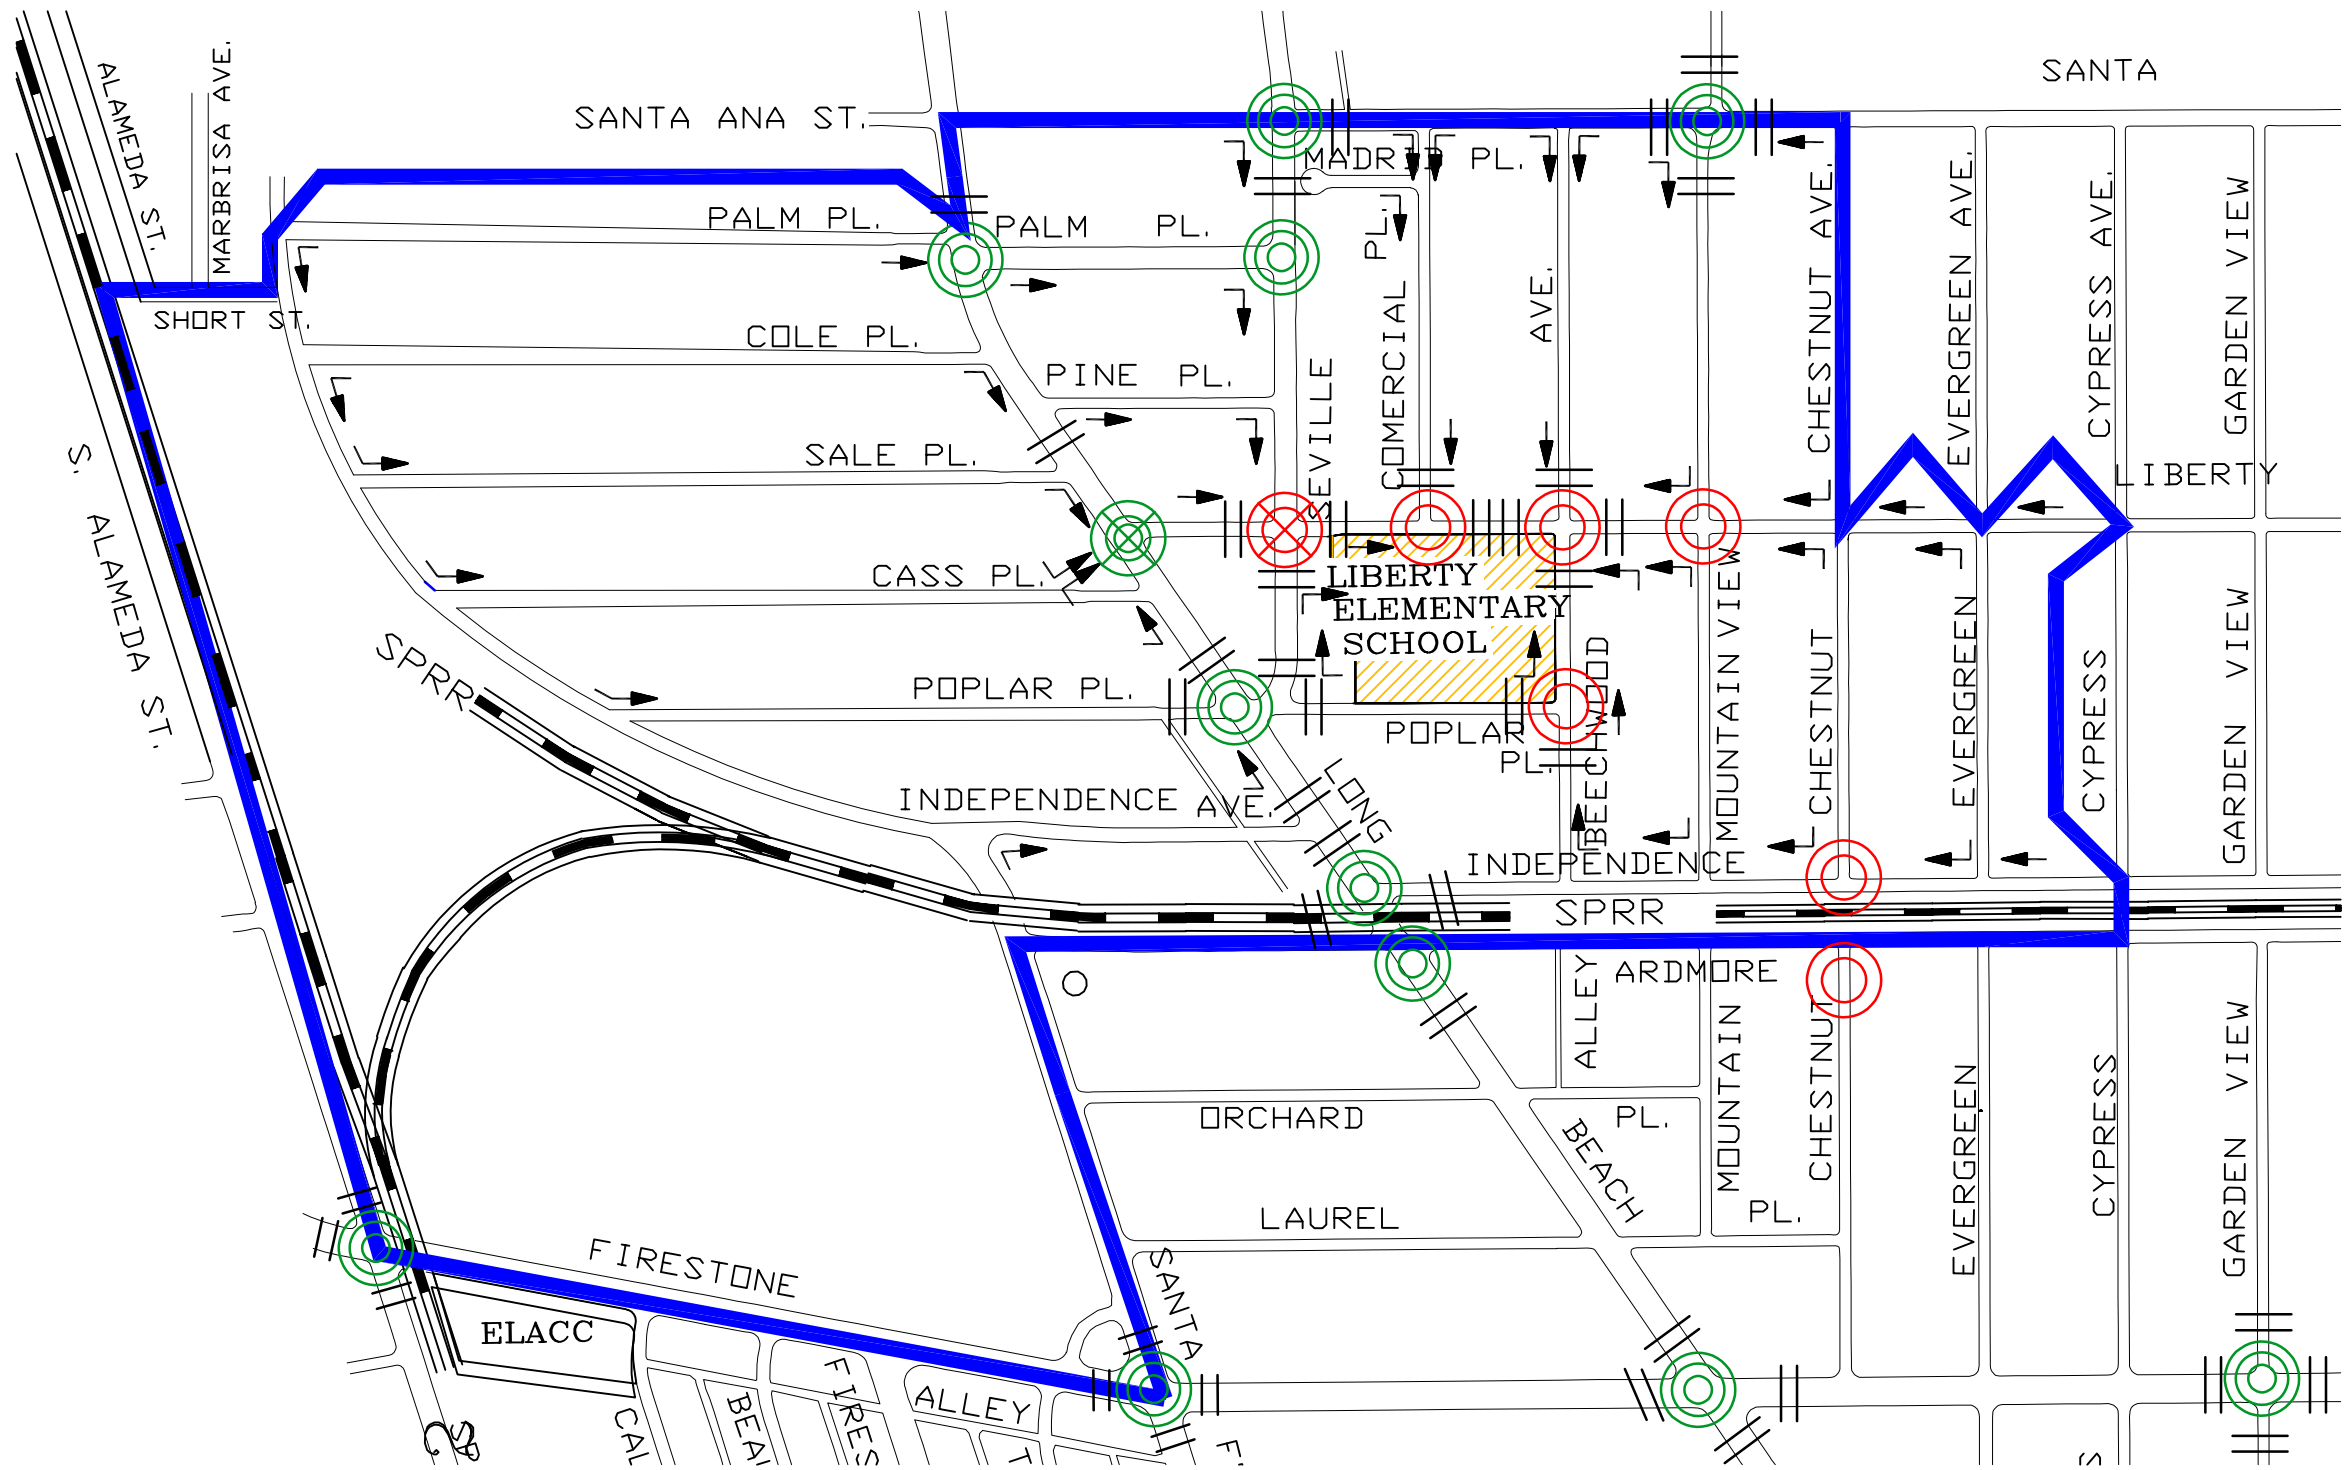 SANTA
ALAMEDA ST.
MARBRISA AVE.
SANTA ANA ST.
MADRID PL.
PALM PL.
PALM PL.
SHORT ST.
COLE PL.
PINE PL.
SALE PL.
CASS PL.
POPLAR PL.
SEVILLE
COMERCIAL PL.
AVE.
CHESTNUT AVE.
EVERGREEN AVE.
CYPRESS AVE.
GARDEN VIEW
LIBERTY
S. ALAMEDA ST.
SPRR
LIBERTY
ELEMENTARY
SCHOOL
POPLAR
PL.
BEECHWOOD
MOUNTAIN VIEW
CHESTNUT
EVERGREEN
CYPRESS
GARDEN VIEW
INDEPENDENCE AVE.
LONG
INDEPENDENCE
SPRR
ARDMORE
ALLEY
MOUNTAIN
CHESTNUT
EVERGREEN
CYPRESS
GARDEN VIEW
ORCHARD
PL.
BEACH
LAUREL
PL.
FIRESTONE
SANTA
ELACC
ALLEY
CAL
BEAU
FIRES
T
F
S